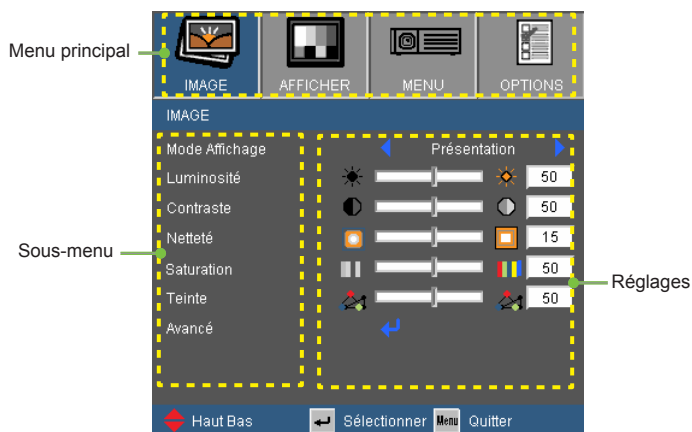 Menu principal
IMAGE AFFICHER MENU OPTIONS
IMAGE
Mode Affichage Présentation
Luminosité 50
Contraste 50
Netteté 15
Sous-menu
Saturation 50
Réglages
Teinte 50
Avancé
Haut Bas Sélectionner Menu Quitter